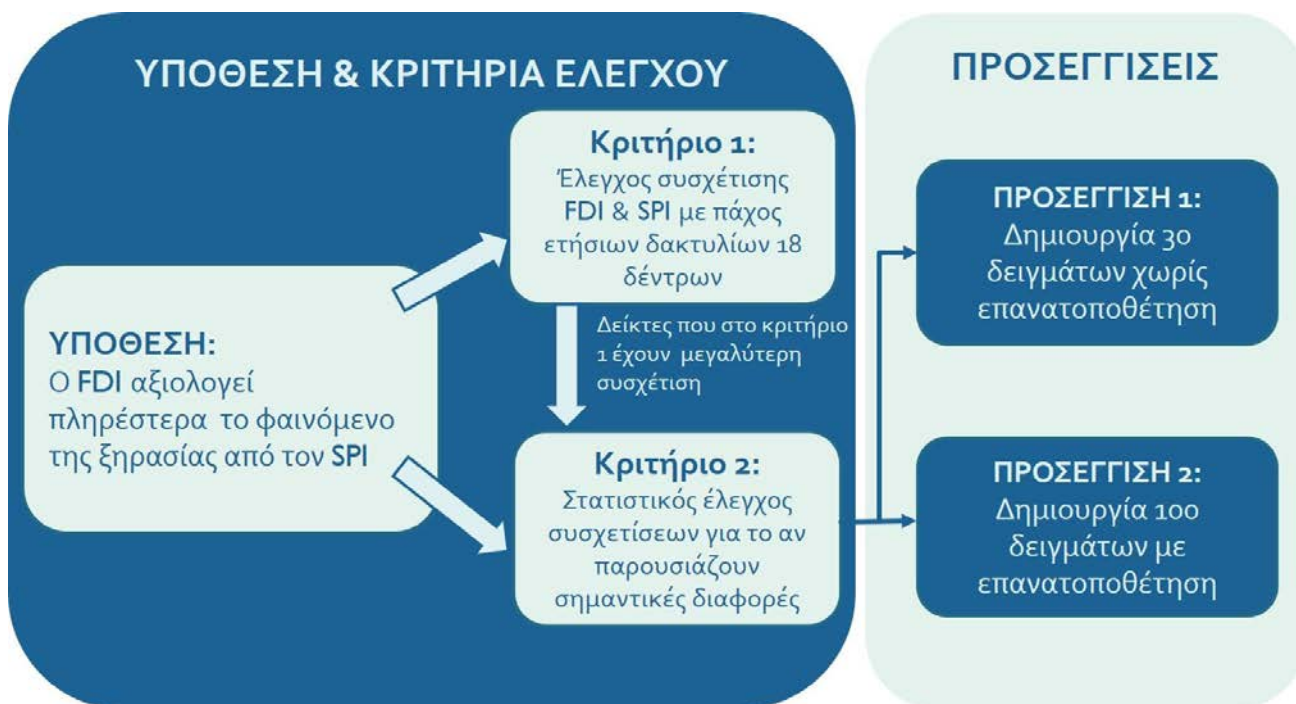 ΥΠΟΘΕΣΗ & ΚΡΙΤΗΡΙΑ ΕΛΕΓΧΟΥ
ΥΠΟΘΕΣΗ:
Ο FDI αξιολογεί
πληρέστερα το φαινόμενο
της ξηρασίας από τον SPI
Κριτήριο 1:
Έλεγχος συσχέτισης
FDI & SPI με πάχος
ετήσιων δακτυλίων 18
δέντρων
Δείκτες που στο κριτήριο
1 έχουν μεγαλύτερη
συσχέτιση
Κριτήριο 2:
Στατιστικός έλεγχος
συσχετίσεων για το αν
παρουσιάζουν
σημαντικές διαφορές
ΠΡΟΣΕΓΓΙΣΕΙΣ
ΠΡΟΣΕΓΓΙΣΗ 1:
Δημιουργία 30
δειγμάτων χωρίς
επανατοποθέτηση
ΠΡΟΣΕΓΓΙΣΗ 2:
Δημιουργία 100
δειγμάτων με
επανατοποθέτηση